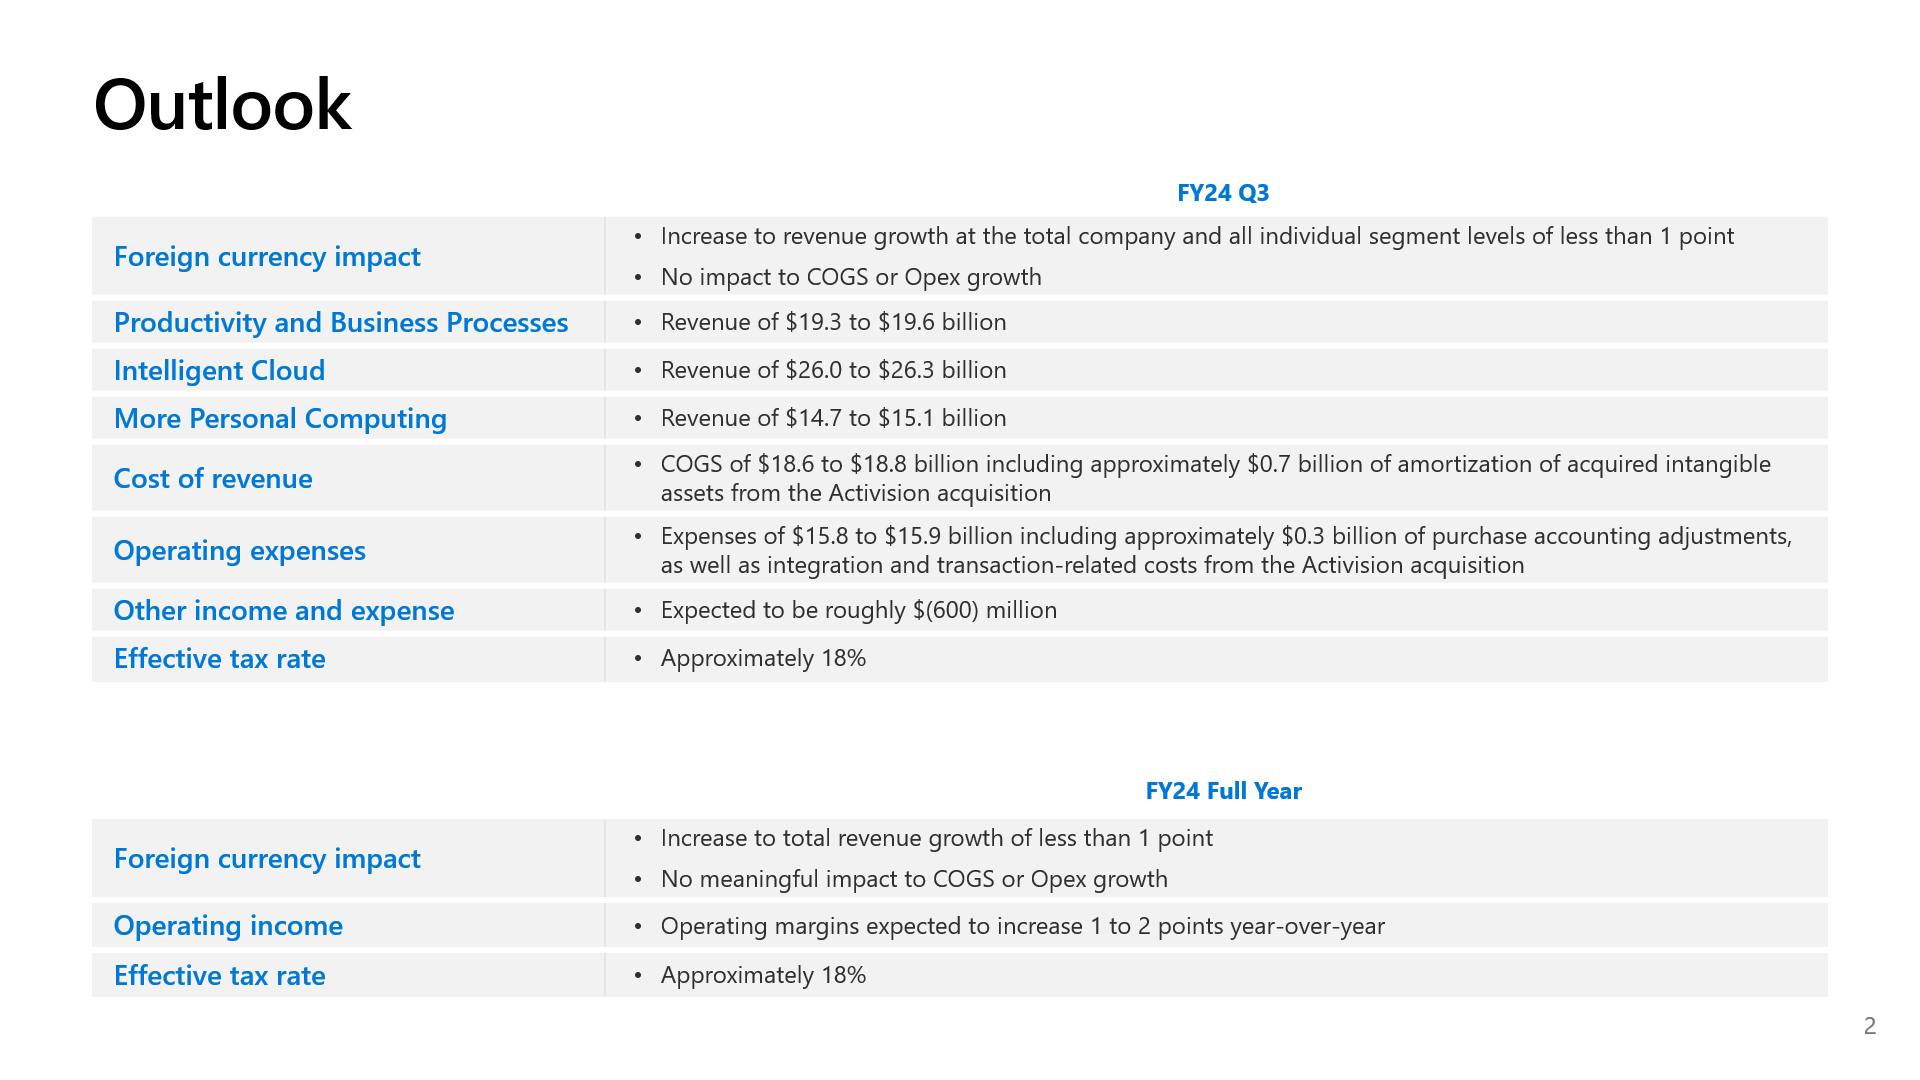 Outlook
FY24 Q3
Foreign currency impact
• Increase to revenue growth at the total company and all individual segment levels of less than 1 point
• No impact to COGS or Opex growth
Productivity and Business Processes
• Revenue of $19.3 to $19.6 billion
Intelligent Cloud
• Revenue of $26.0 to $26.3 billion
More Personal Computing
• Revenue of $14.7 to $15.1 billion
Cost of revenue
• COGS of $18.6 to $18.8 billion including approximately $0.7 billion of amortization of acquired intangible
assets from the Activision acquisition
Operating expenses
• Expenses of $15.8 to $15.9 billion including approximately $0.3 billion of purchase accounting adjustments,
as well as integration and transaction-related costs from the Activision acquisition
Other income and expense
• Expected to be roughly $(600) million
Effective tax rate
• Approximately 18%
FY24 Full Year
Foreign currency impact
• Increase to total revenue growth of less than 1 point
• No meaningful impact to COGS or Opex growth
Operating income
• Operating margins expected to increase 1 to 2 points year-over-year
Effective tax rate
• Approximately 18%
2